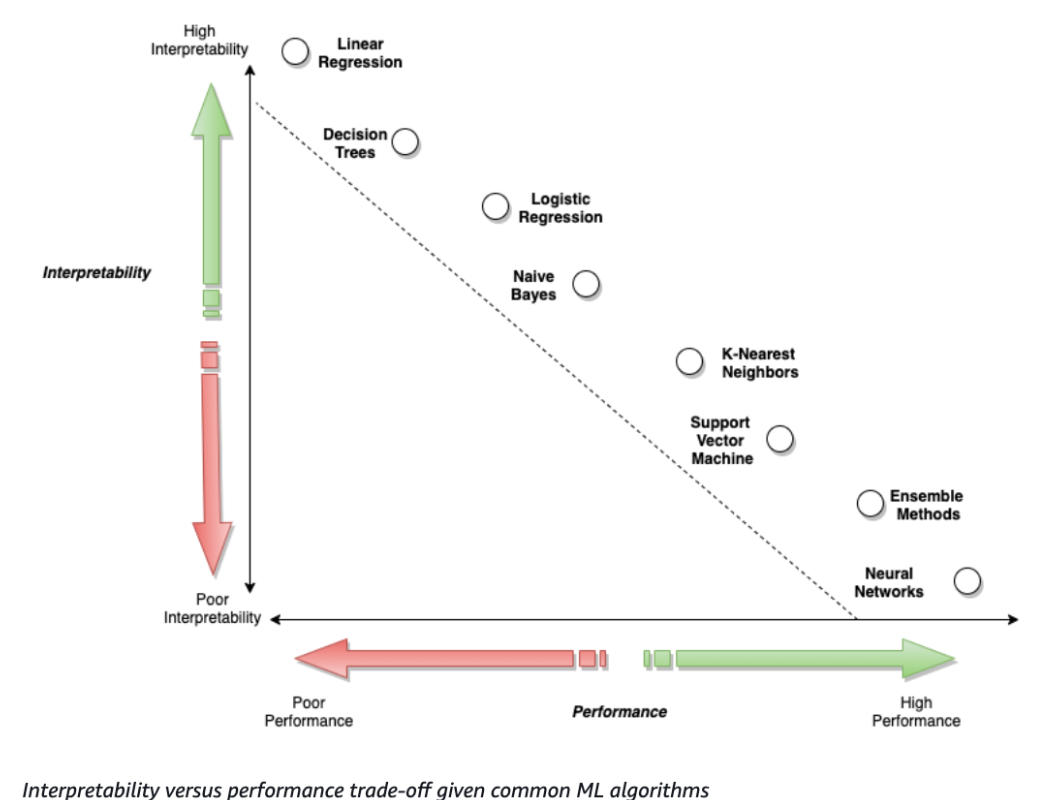 High
Interpretability
Linear
Regression
Decision
Trees
Logistic
Regression
Interpretability
Naive
Bayes
K-Nearest
Neighbors
Support
Vector
Machine
Ensemble
Methods
Neural
Networks
Poor
Interpretability
Poor
Performance
Performance
High
Performance
Interpretability versus performance trade-off given common ML algorithms